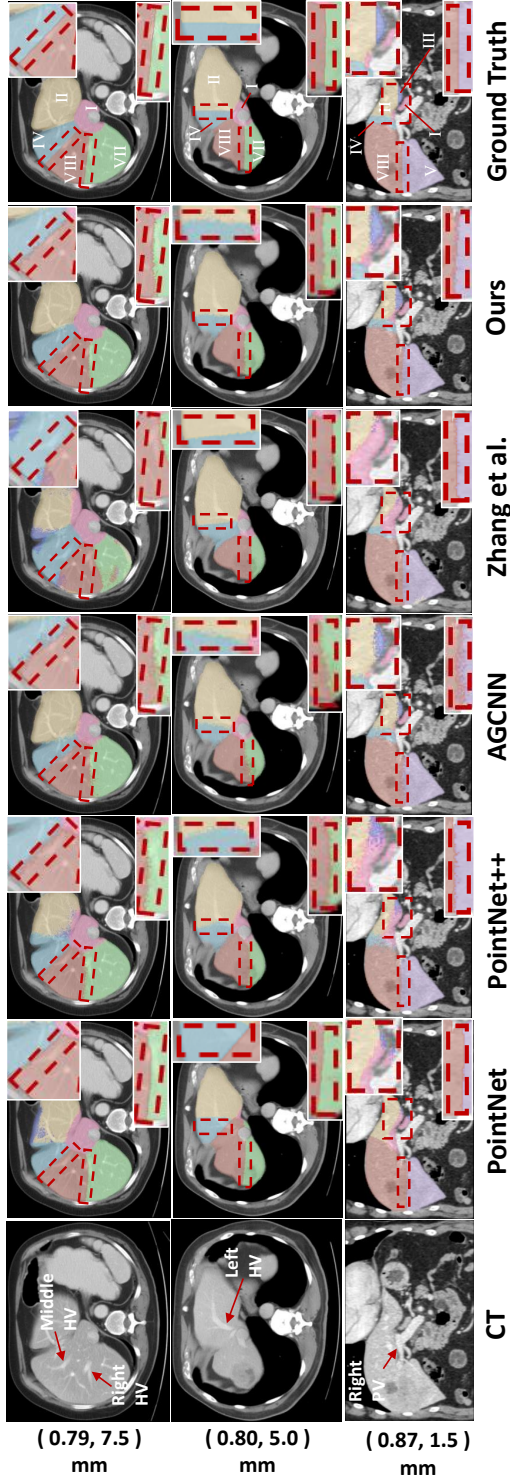 ( 0.79, 7.5 )
mm
Middle
HV
Right
HV
IV
II
VIII
I
VII
( 0.80, 5.0 )
mm
Left
HV
II
IV
VIII
I
VII
( 0.87, 1.5 )
mm
Right
PV
IV
II
III
VIII
I
V
CT
PointNet
PointNet++
AGCNN
Zhang et al.
Ours
Ground Truth